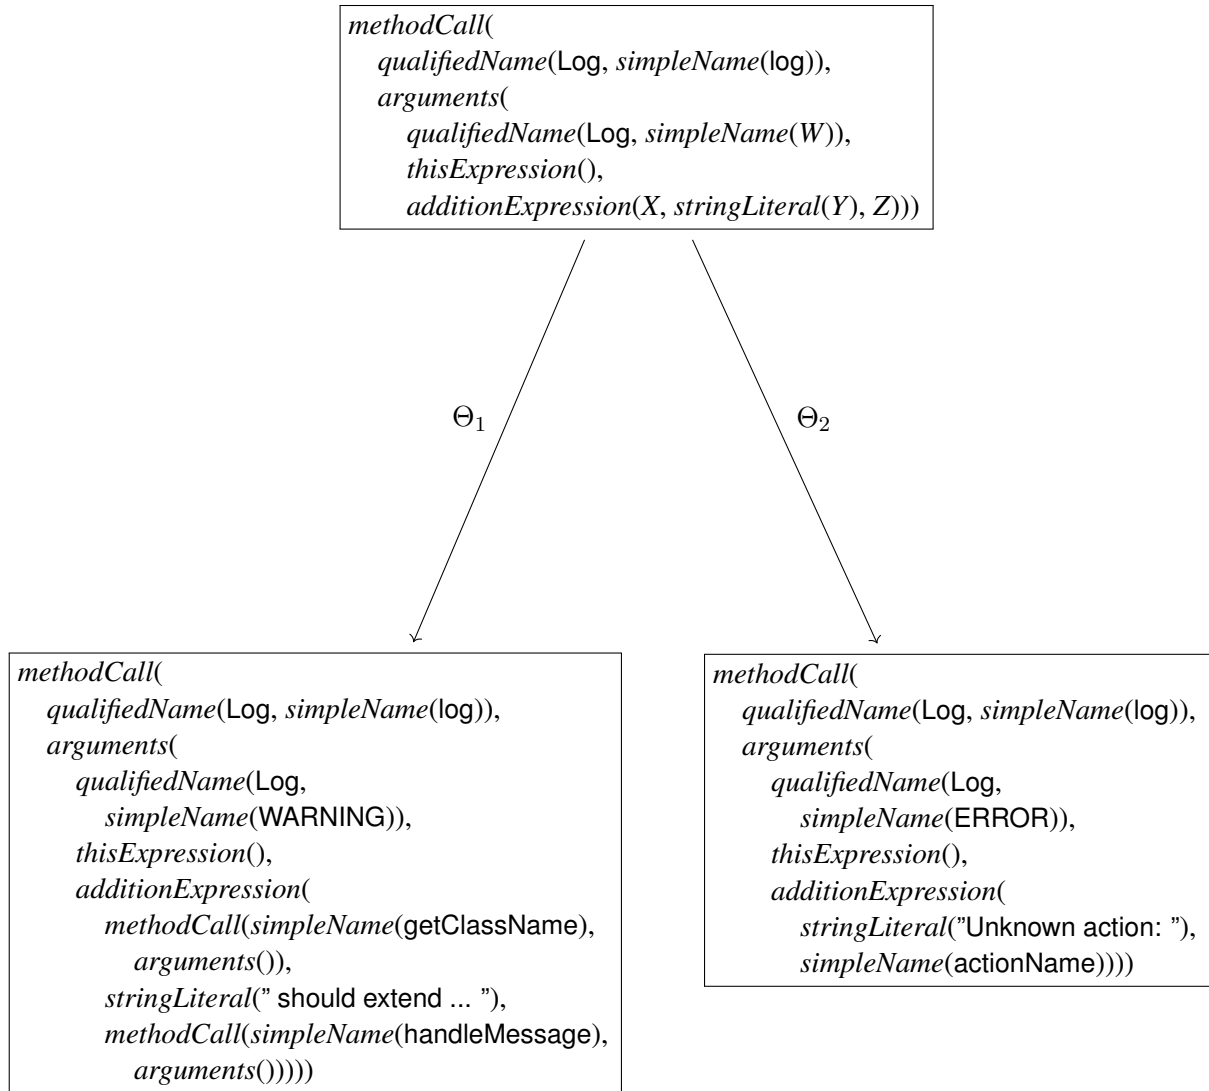 methodCall(
qualifiedName(Log, simpleName(log)),
arguments(
qualifiedName(Log, simpleName(W)),
thisExpression(),
additionExpression(X, stringLiteral(Y), Z)))
Θ1
Θ2
methodCall(
qualifiedName(Log, simpleName(log)),
arguments(
qualifiedName(Log,
simpleName(WARNING)),
thisExpression(),
additionExpression(
methodCall(simpleName(getClassName),
arguments()),
stringLiteral(” should extend ... ”),
methodCall(simpleName(handleMessage),
arguments()))))
methodCall(
qualifiedName(Log, simpleName(log)),
arguments(
qualifiedName(Log,
simpleName(ERROR)),
thisExpression(),
additionExpression(
stringLiteral(”Unknown action: ”),
simpleName(actionName))))